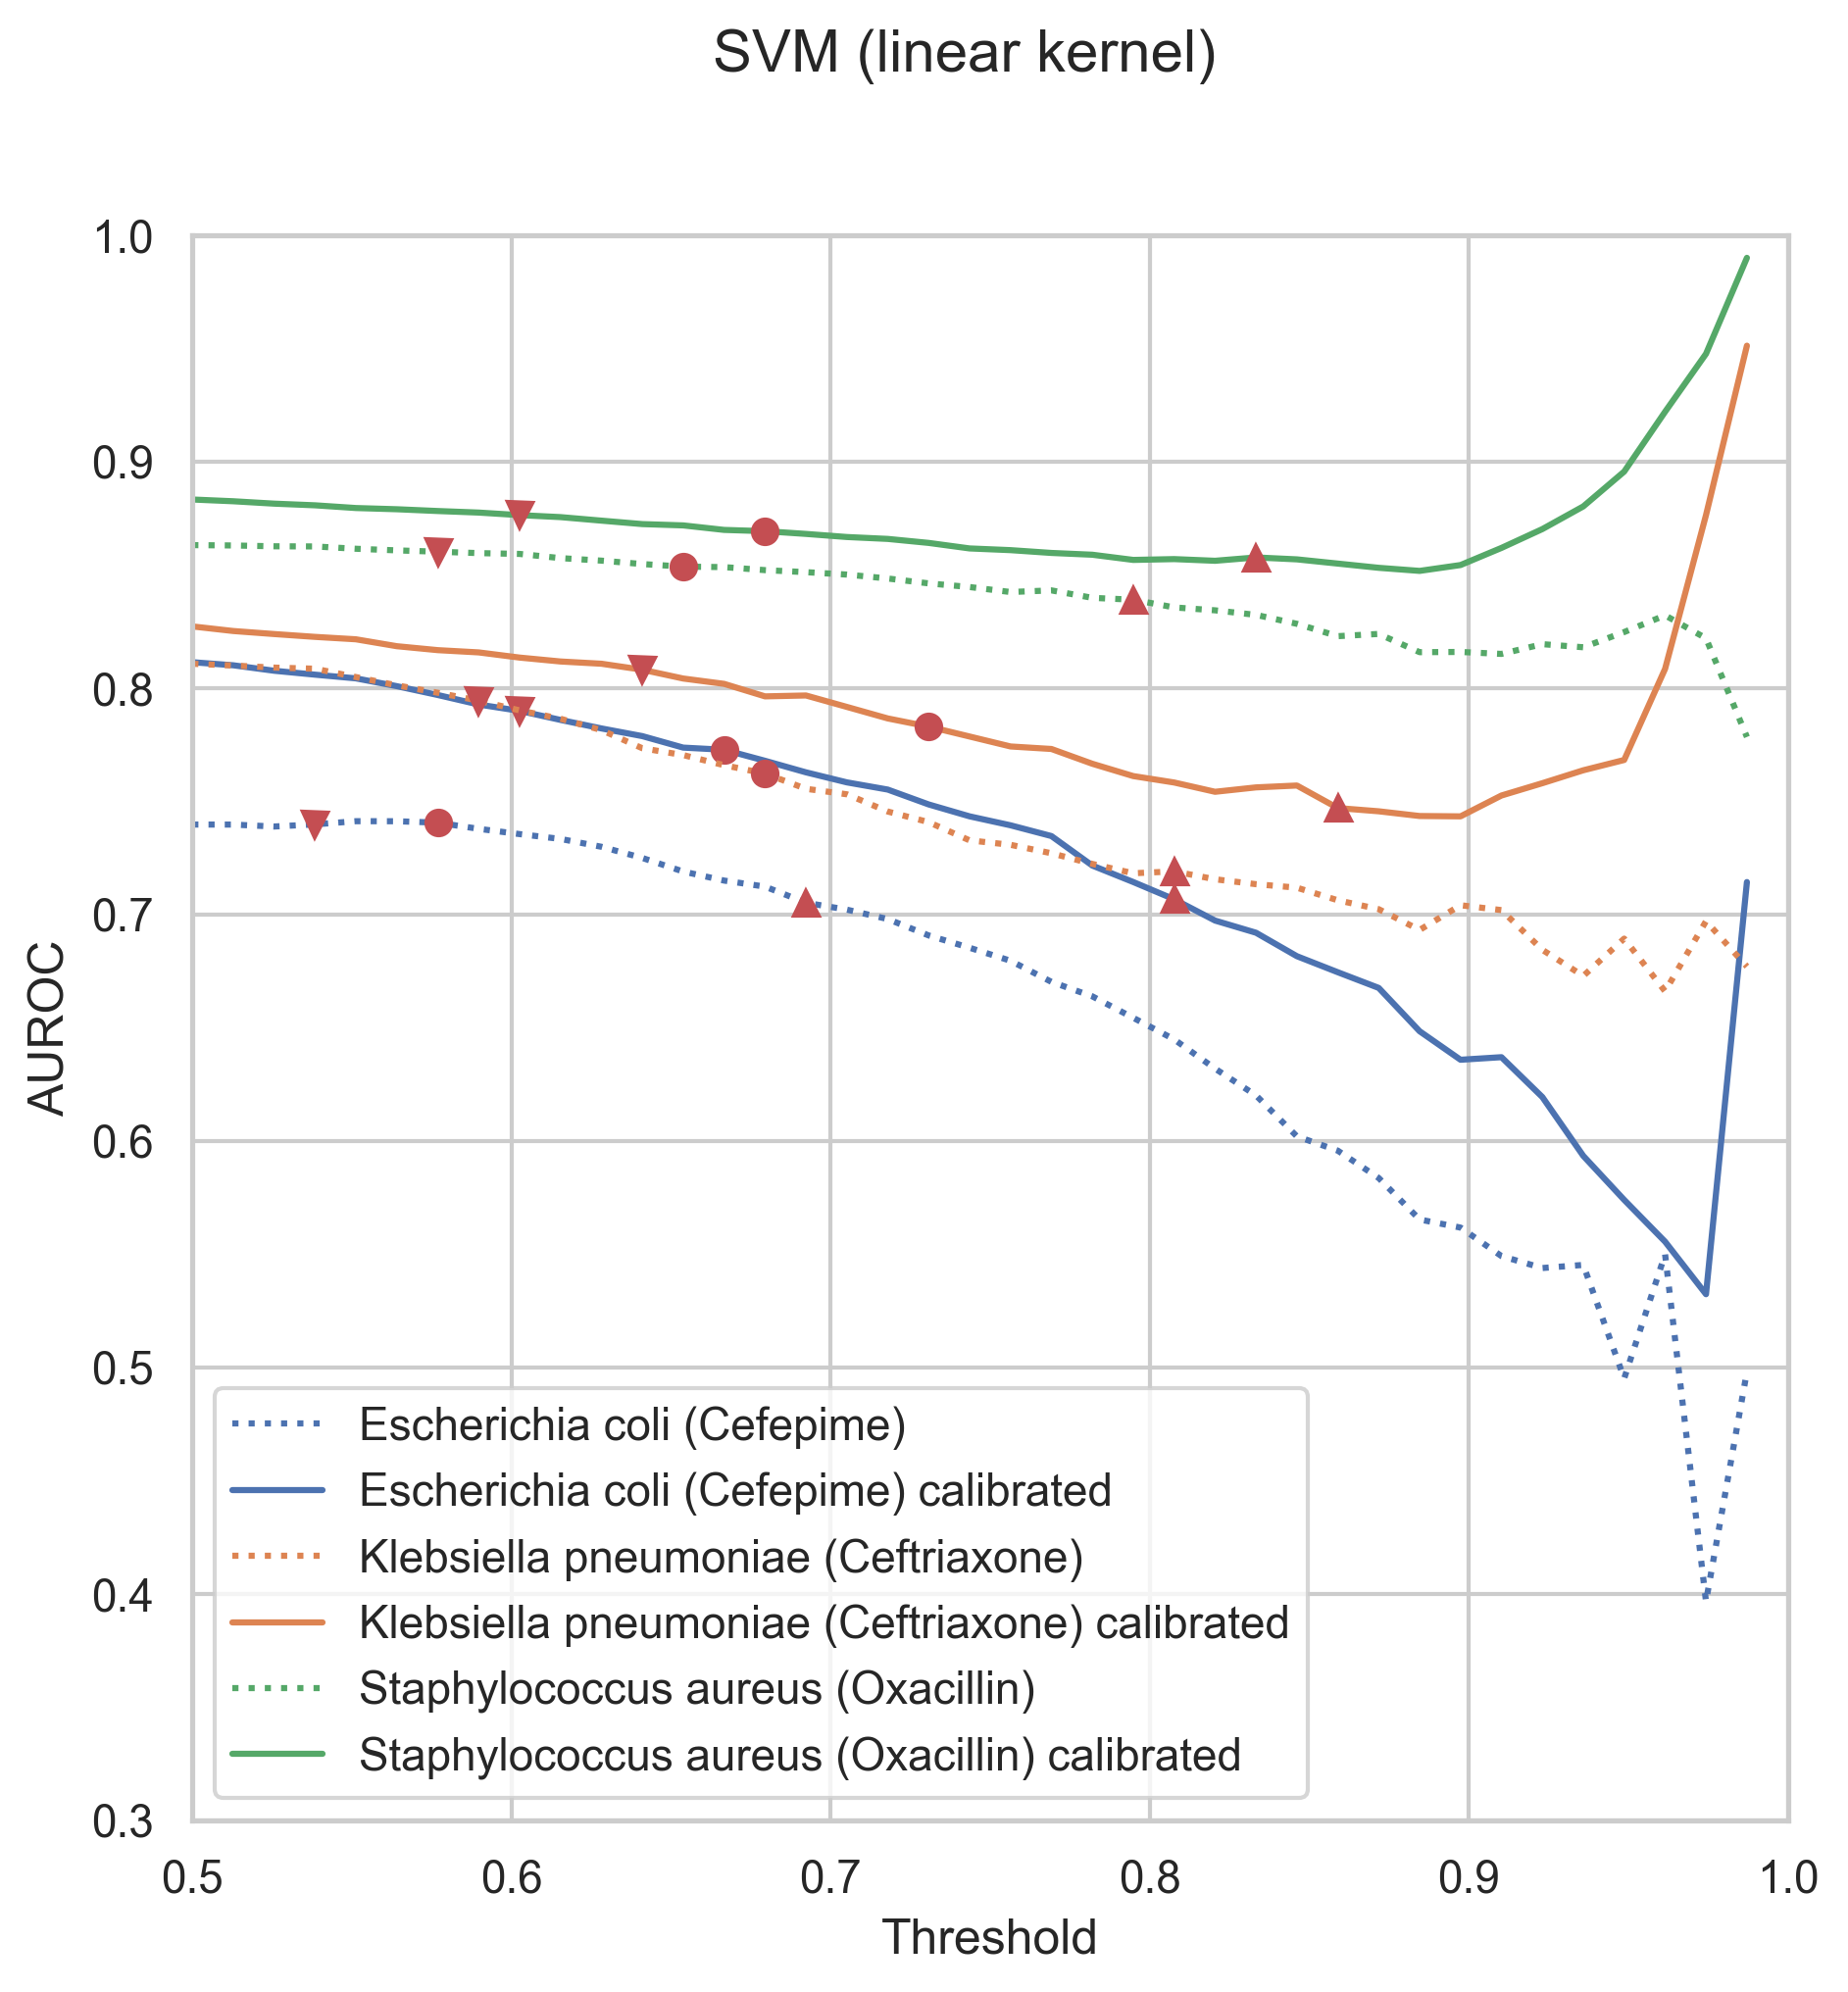 SVM (linear kernel)
1.0
0.9
0.8
0.7
0.6
0.5
0.4
0.3
AUROC
Escherichia coli (Cefepime)
Escherichia coli (Cefepime) calibrated
Klebsiella pneumoniae (Ceftriaxone)
Klebsiella pneumoniae (Ceftriaxone) calibrated
Staphylococcus aureus (Oxacillin)
Staphylococcus aureus (Oxacillin) calibrated
0.5 0.6 0.7 0.8 0.9 1.0
Threshold